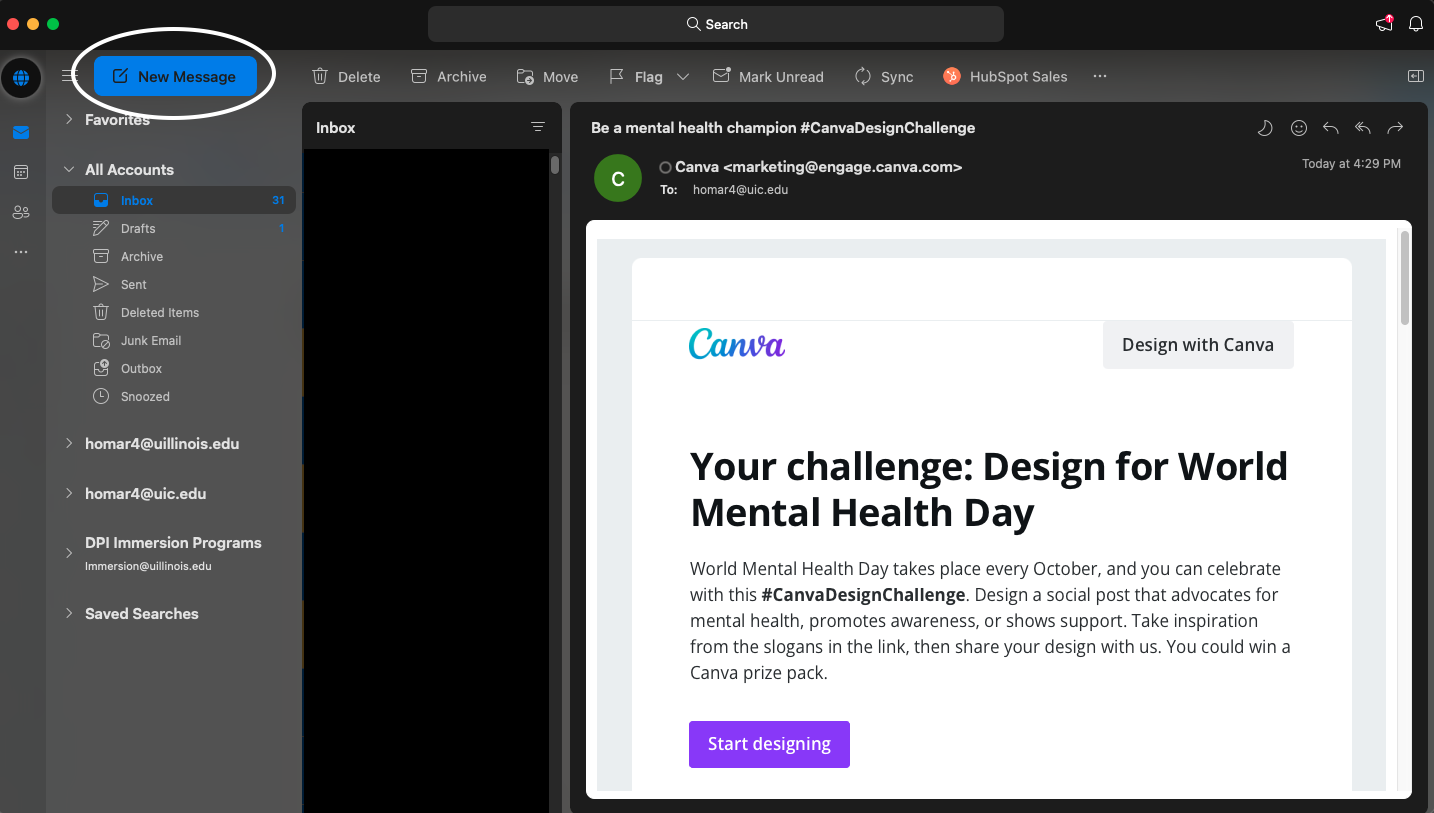 Search
New Message
Delete
Archive
Move
Flag
Mark Unread
Sync
HubSpot Sales
Favorites
All Accounts
Inbox 31
Drafts 1
Archive
Sent
Deleted Items
Junk Email
Outbox
Snoozed
homar4@uillinois.edu
homar4@uic.edu
DPI Immersion Programs
Immersion@uillinois.edu
Saved Searches
Inbox
Be a mental health champion #CanvaDesignChallenge
C
Canva <marketing@engage.canva.com>
Today at 4:29 PM
To: homar4@uic.edu
Canva
Design with Canva
Your challenge: Design for World
Mental Health Day
World Mental Health Day takes place every October, and you can celebrate
with this #CanvaDesignChallenge. Design a social post that advocates for
mental health, promotes awareness, or shows support. Take inspiration
from the slogans in the link, then share your design with us. You could win a
Canva prize pack.
Start designing